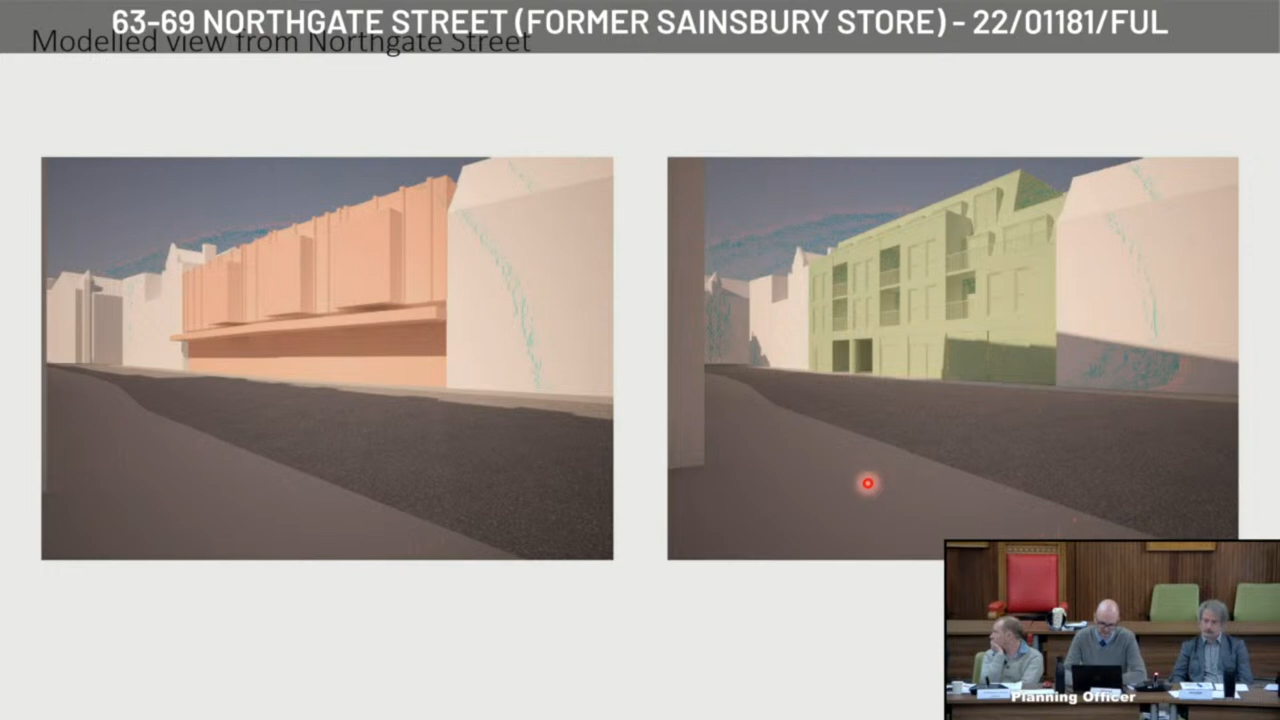 63-69 NORTHGATE STREET (FORMER SAINSBURY STORE) - 22/01181/FUL
Modelled view from Northgate Street
Planning Officer